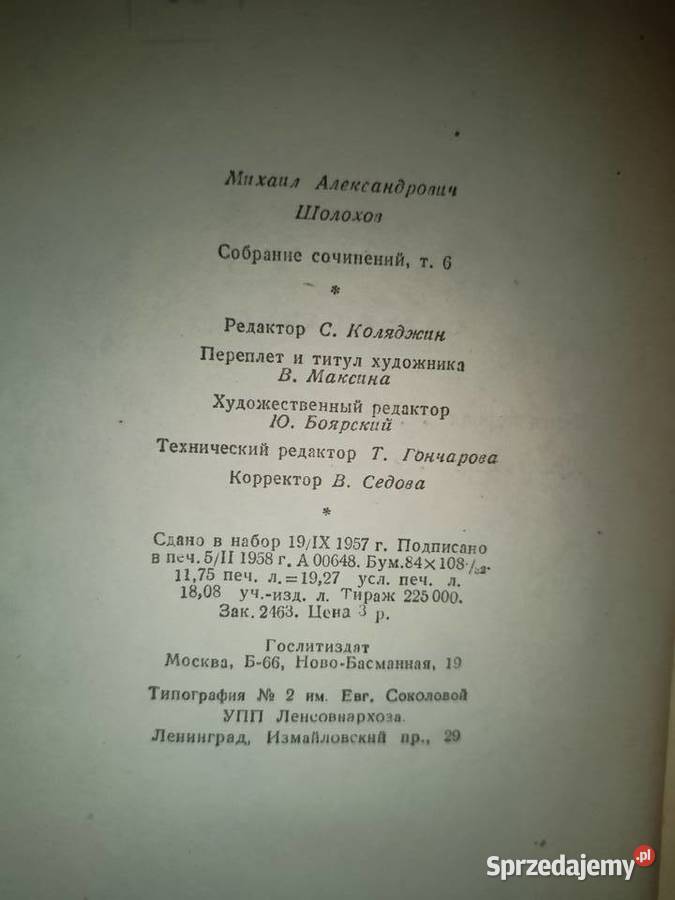 Михаил Александрович
Шолохов
Собрание сочинений, т. 6
*
Редактор С. Коляджин
Переплет и титул художника
В. Максина
Художественный редактор
Ю. Боярский
Технический редактор Т. Гончарова
Корректор В. Седова
*
Сдано в набор 19/IX 1957 г. Подписано
в печ. 5/II 1958 г. А 00648. Бум. 84×108 1/32.
11,75 печ. л.=19,27 усл. печ. л.
18,08 уч.-изд. л. Тираж 225 000.
Зак. 2463. Цена 3 р.
Гослитиздат
Москва, Б-66, Ново-Басманная, 19
Типография № 2 им. Евг. Соколовой
УПП Ленсовнархоза.
Ленинград, Измайловский пр., 29
Sprzedajemy.pl